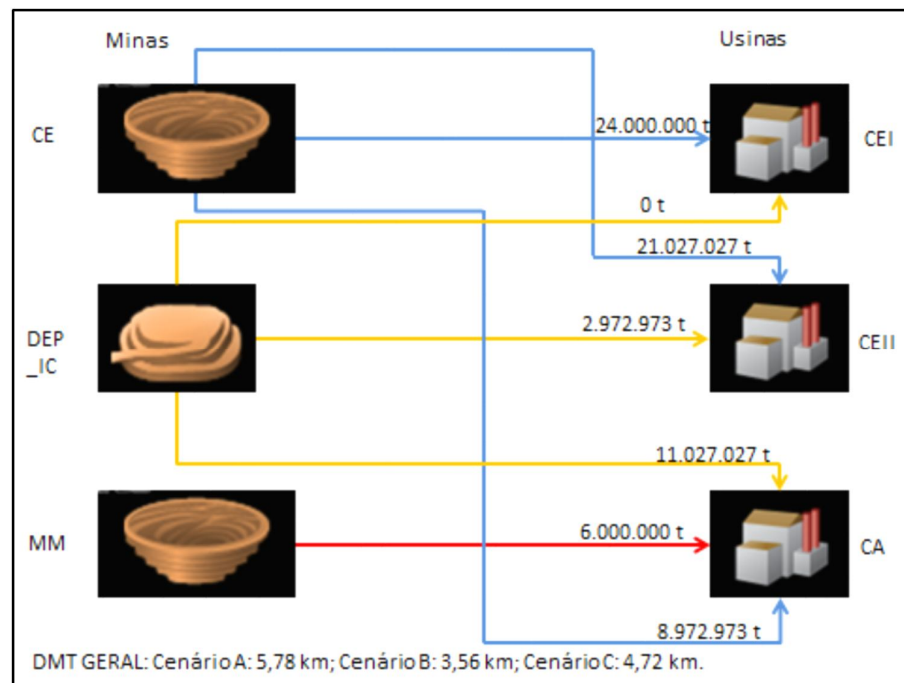 Minas
Usinas
CE
24.000.000 t
CEI
0 t
21.027.027 t
DEP
_IC
2.972.973 t
CEII
11.027.027 t
MM
6.000.000 t
CA
8.972.973 t
DMT GERAL: Cenário A: 5,78 km; Cenário B: 3,56 km; Cenário C: 4,72 km.